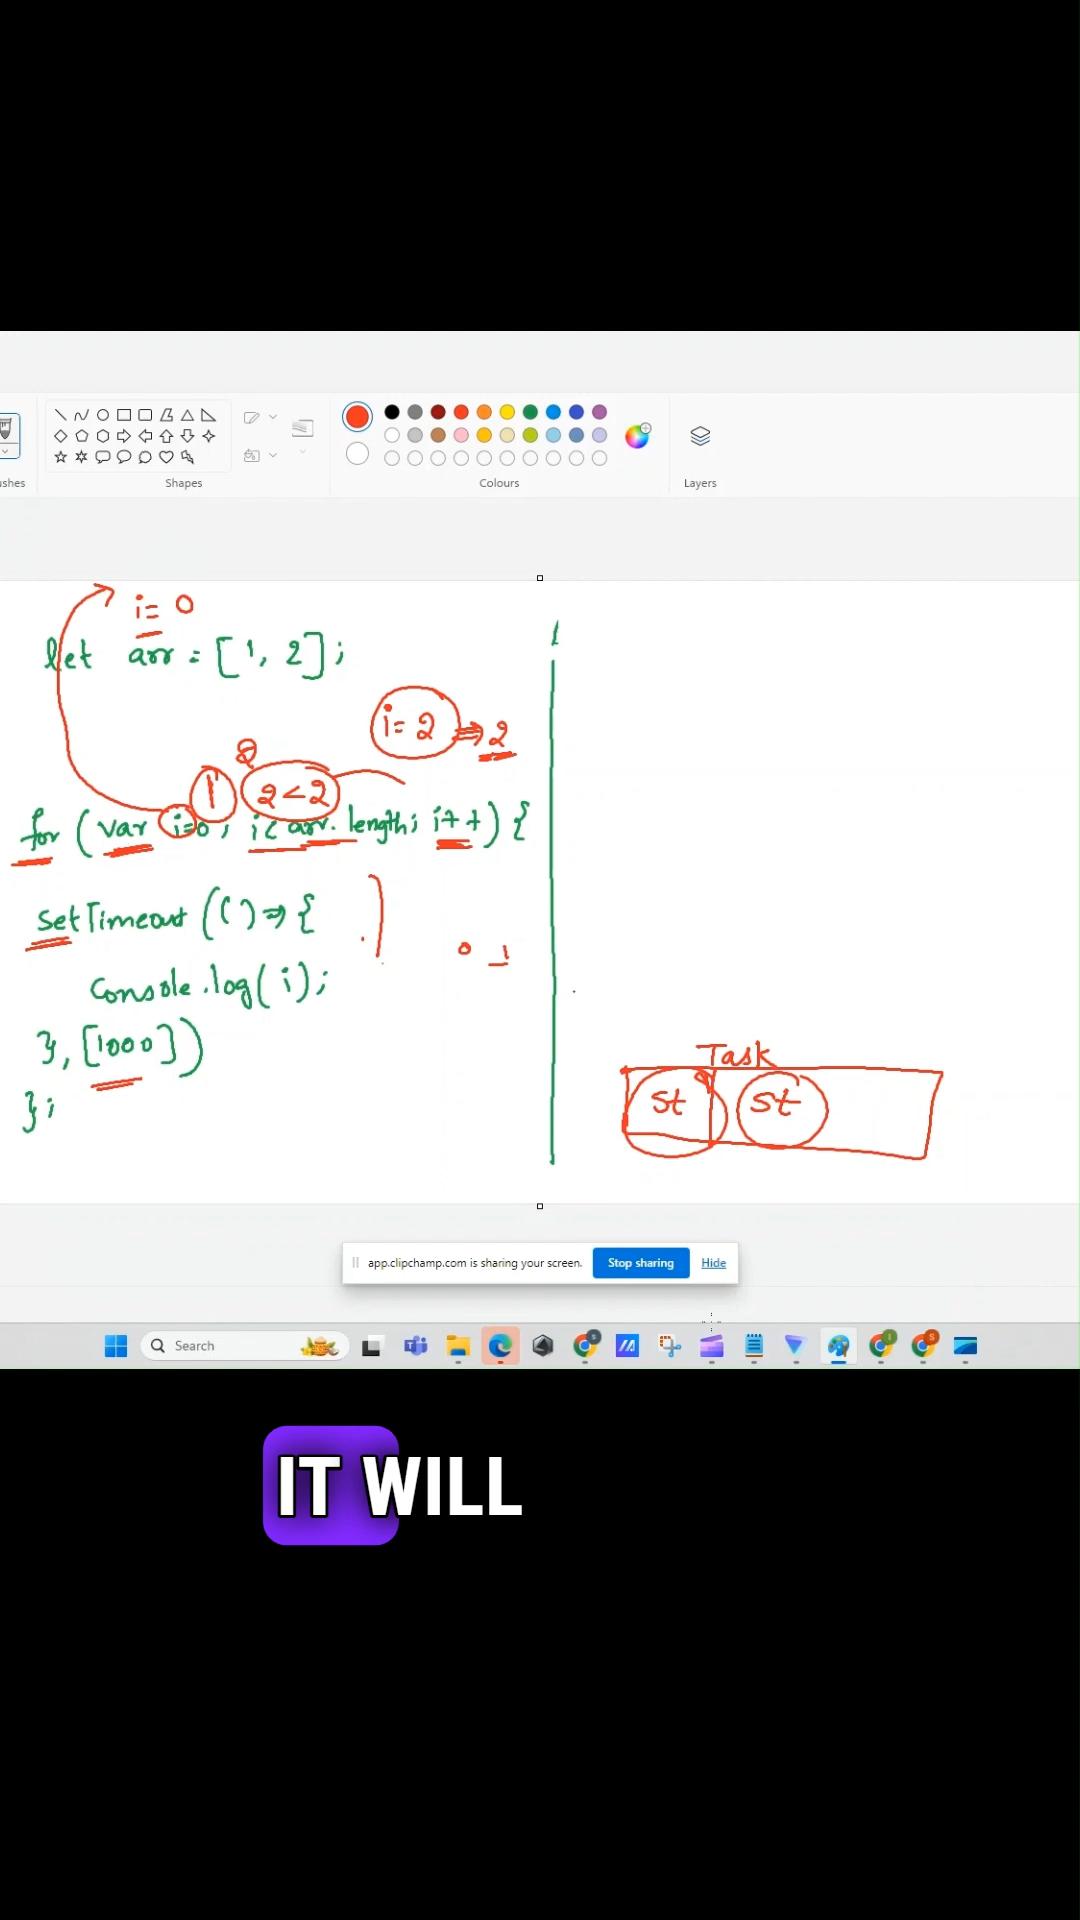 ushes
Shapes
Colours
Layers
i= 0
let arr = [1, 2];
i= 2 ⇒ 2
2
1 2<2
for ( var i=0; i< arr. length; i++ ) {
setTimeout (( ) => {
0 1
Console.log( i );
}, [1000] )
};
Task
st st
app.clipchamp.com is sharing your screen. Stop sharing Hide
Search
IT WILL